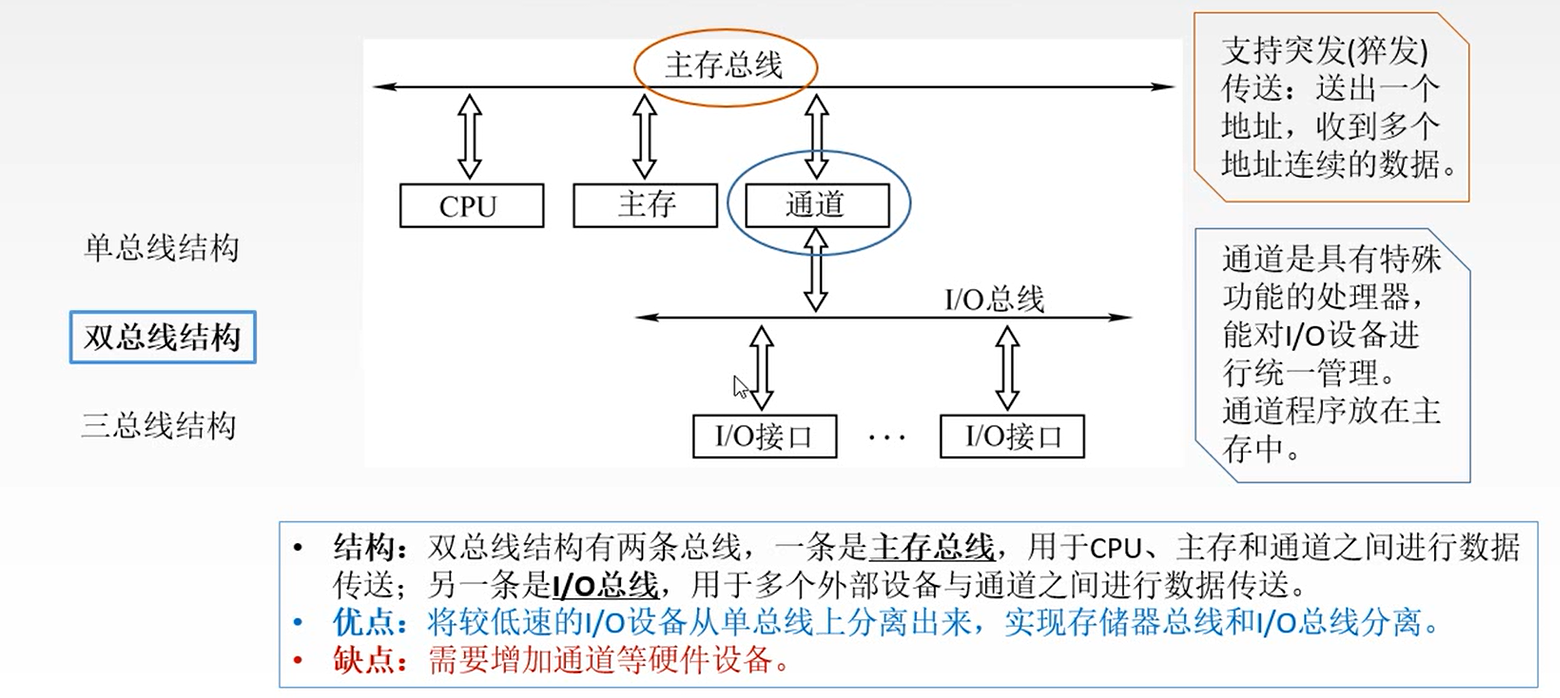 主存总线
CPU
主存
通道
I/O总线
I/O接口
···
I/O接口
单总线结构
双总线结构
三总线结构
支持突发(猝发)
传送：送出一个
地址，收到多个
地址连续的数据。
通道是具有特殊
功能的处理器，
能对I/O设备进
行统一管理。
通道程序放在主
存中。
• 结构：双总线结构有两条总线，一条是主存总线，用于CPU、主存和通道之间进行数据
传送；另一条是I/O总线，用于多个外部设备与通道之间进行数据传送。
• 优点：将较低速的I/O设备从单总线上分离出来，实现存储器总线和I/O总线分离。
• 缺点：需要增加通道等硬件设备。